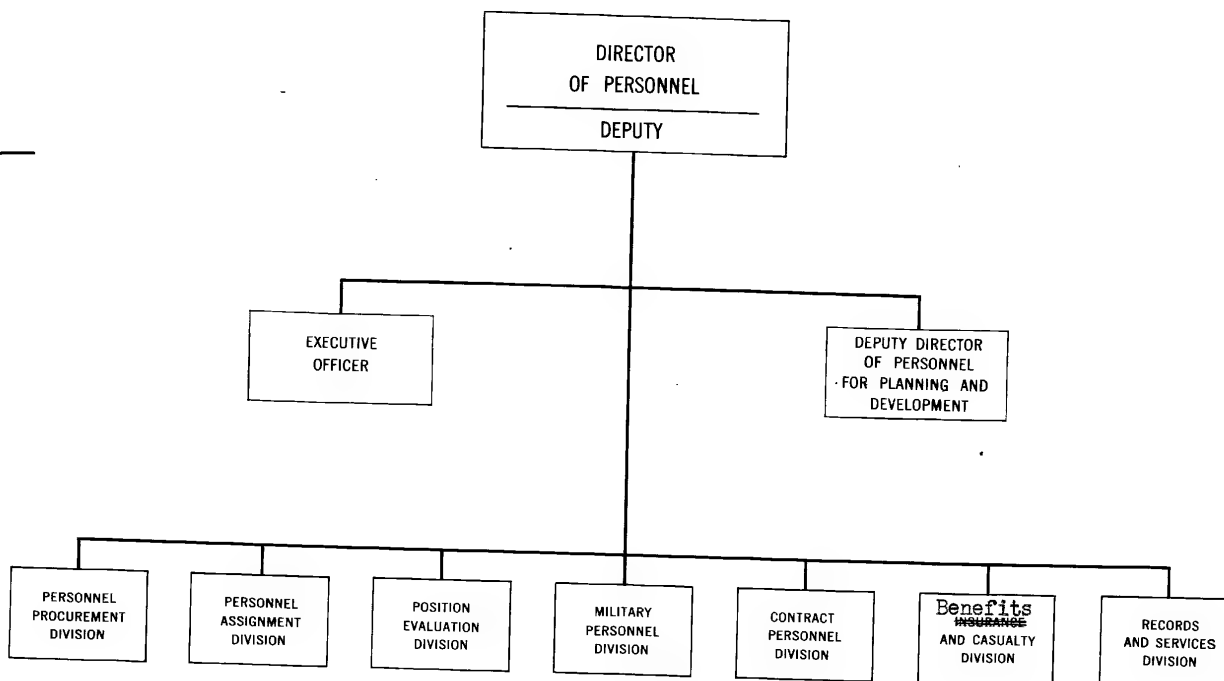 DIRECTOR
OF PERSONNEL
DEPUTY
EXECUTIVE
OFFICER
DEPUTY DIRECTOR
OF PERSONNEL
FOR PLANNING AND
DEVELOPMENT
PERSONNEL
PROCUREMENT
DIVISION
PERSONNEL
ASSIGNMENT
DIVISION
POSITION
EVALUATION
DIVISION
MILITARY
PERSONNEL
DIVISION
CONTRACT
PERSONNEL
DIVISION
Benefits
INSURANCE
AND CASUALTY
DIVISION
RECORDS
AND SERVICES
DIVISION